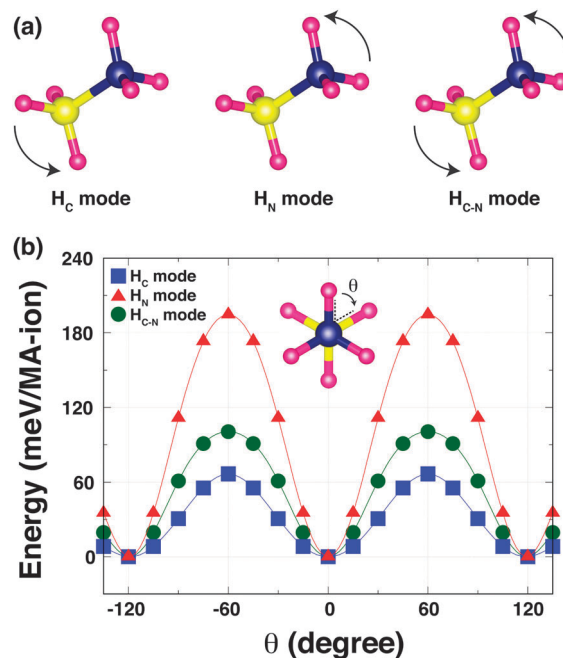 (a)
H_C mode H_N mode H_C-N mode
(b)
240
180
120
60
0
Energy (meV/MA-ion)
H_C mode
H_N mode
H_C-N mode
θ
-120 -60 0 60 120
θ (degree)